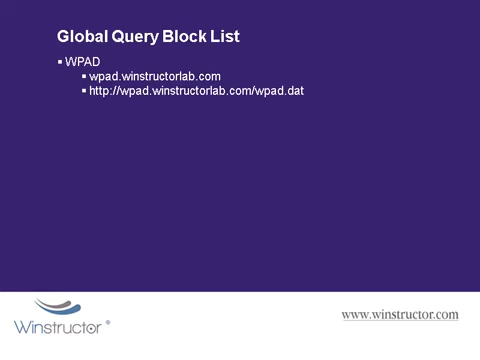 Global Query Block List
▪ WPAD
▪ wpad.winstructorlab.com
▪ http://wpad.winstructorlab.com/wpad.dat
Winstructor®
www.winstructor.com